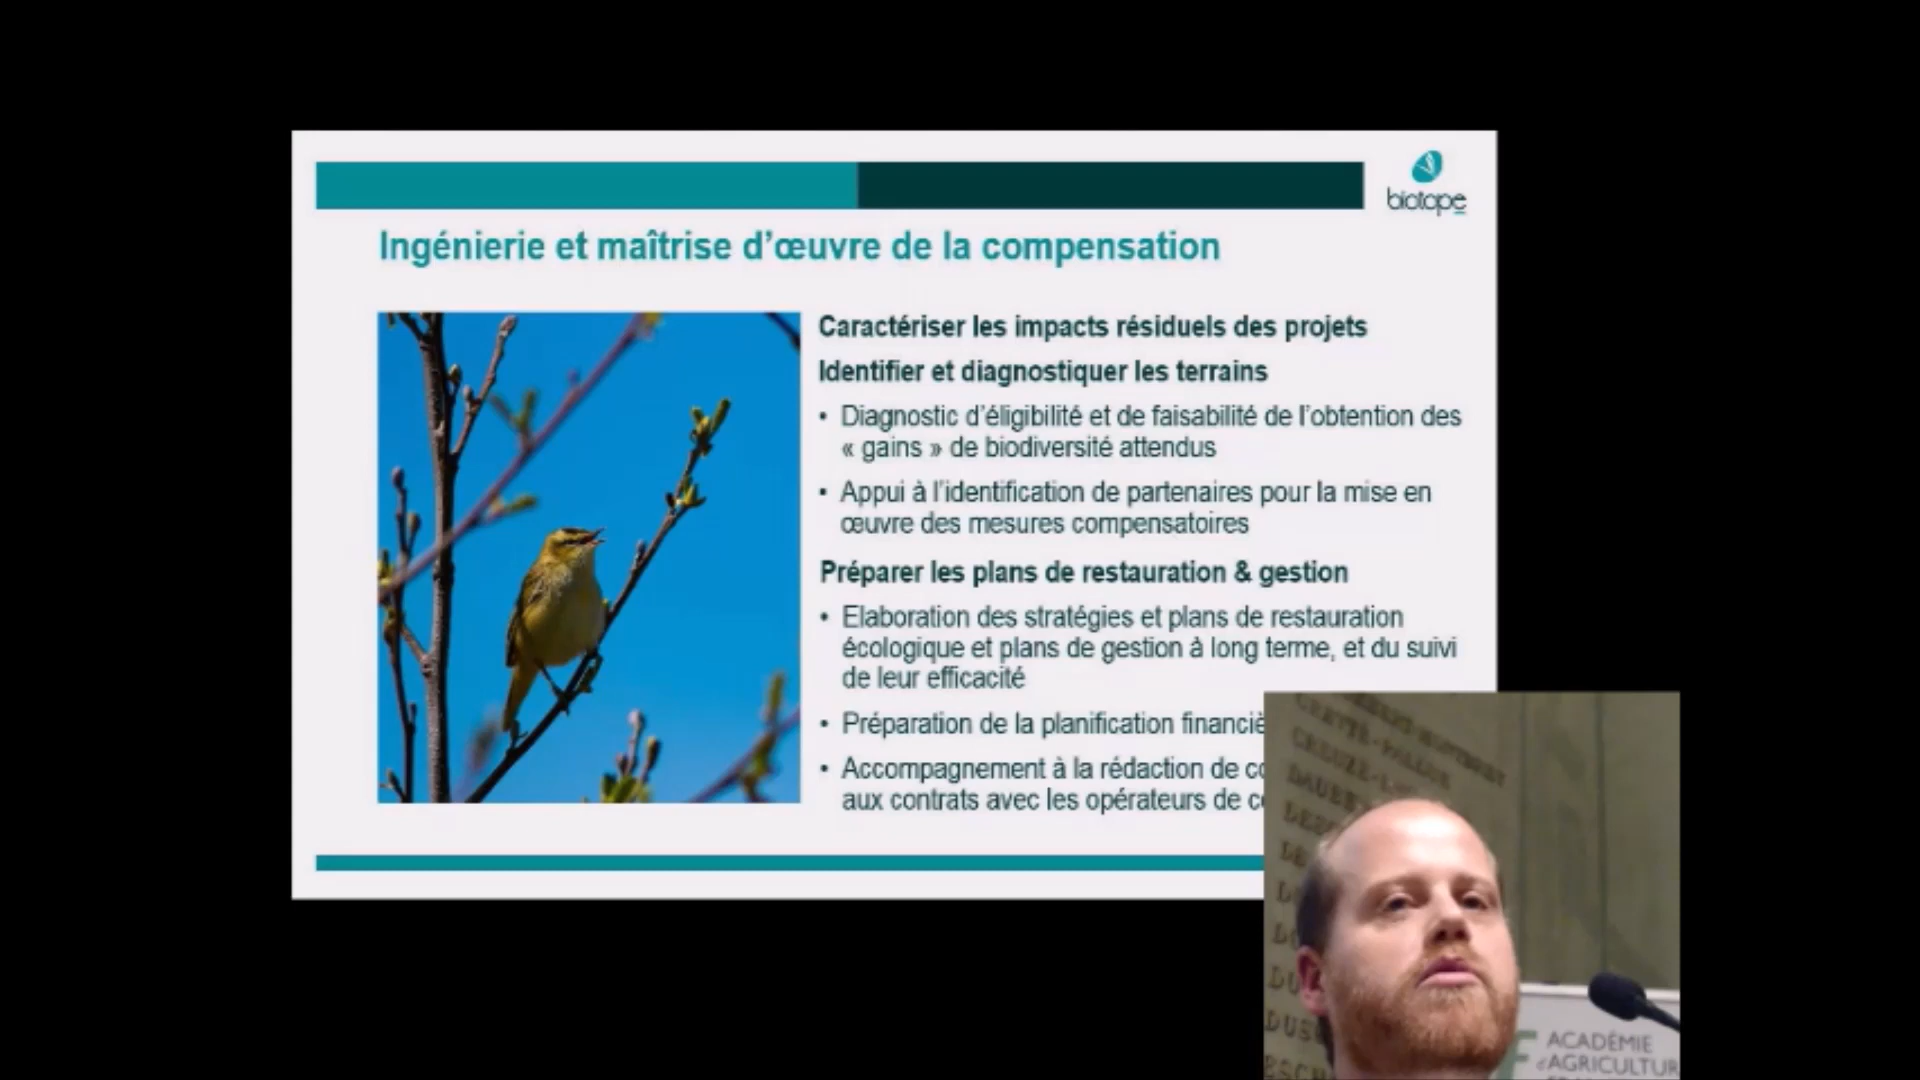 biotope
Ingénierie et maîtrise d'œuvre de la compensation
Caractériser les impacts résiduels des projets
Identifier et diagnostiquer les terrains
• Diagnostic d'éligibilité et de faisabilité de l'obtention des
« gains » de biodiversité attendus
• Appui à l'identification de partenaires pour la mise en
œuvre des mesures compensatoires
Préparer les plans de restauration & gestion
• Elaboration des stratégies et plans de restauration
écologique et plans de gestion à long terme, et du suivi
de leur efficacité
• Préparation de la planification financiè
• Accompagnement à la rédaction de co
aux contrats avec les opérateurs de c
ACADÉMIE
d'AGRICULTUR